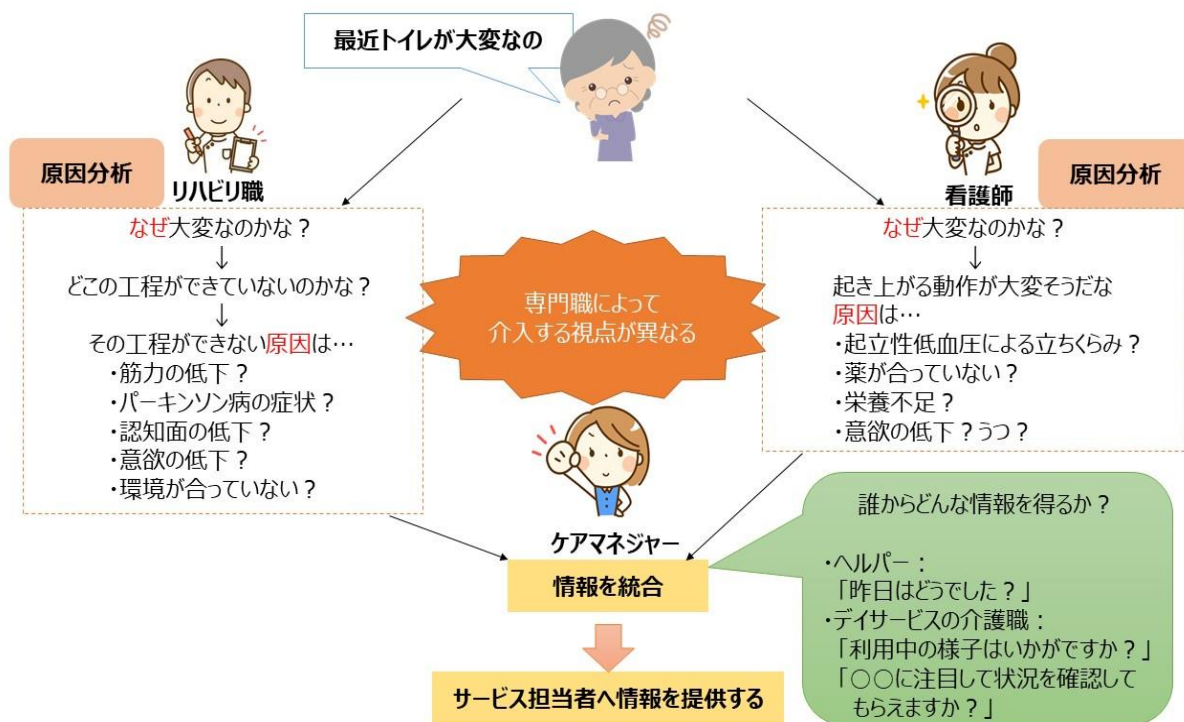 最近トイレが大変なの
原因分析
リハビリ職
なぜ大変なのかな？
↓
どこの工程ができていないのかな？
↓
その工程ができない原因は…
・筋力の低下？
・パーキンソン病の症状？
・認知面の低下？
・意欲の低下？
・環境が合っていない？
専門職によって
介入する視点が異なる
原因分析
看護師
なぜ大変なのかな？
↓
起き上がる動作が大変そうだな
原因は…
・起立性低血圧による立ちくらみ？
・薬が合っていない？
・栄養不足？
・意欲の低下？うつ？
ケアマネジャー
情報を統合
サービス担当者へ情報を提供する
誰からどんな情報を得るか？
・ヘルパー：
「昨日はどうでした？」
・デイサービスの介護職：
「利用中の様子はいかがですか？」
「○○に注目して状況を確認して
もらえますか？」